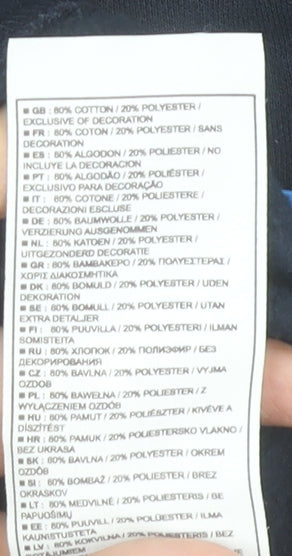 ■ GB : 80% COTTON / 20% POLYESTER /
EXCLUSIVE OF DECORATION
■ FR : 80% COTON / 20% POLYESTER / SANS
DECORATION
■ ES : 80% ALGODON / 20% POLIESTER / NO
INCLUYE LA DECORACION
■ PT : 80% ALGODÃO / 20% POLIÉSTER /
EXCLUSIVO PARA DECORAÇÃO
■ IT : 80% COTONE / 20% POLIESTERE /
DECORAZIONI ESCLUSE
■ DE : 80% BAUMWOLLE / 20% POLYESTER /
VERZIERUNG AUSGENOMMEN
■ NL : 80% KATOEN / 20% POLYESTER /
UITGEZONDERD DECORATIE
■ GR : 80% ΒΑΜΒΑΚΕΡΟ / 20% ΠΟΛΥΕΣΤΕΡΑΣ /
ΧΩΡΙΣ ΔΙΑΚΟΣΜΗΤΙΚΑ
■ DK : 80% BOMULD / 20% POLYESTER / UDEN
DEKORATION
■ SE : 80% BOMULL / 20% POLYESTER / UTAN
EXTRA DETALJER
■ FI : 80% PUUVILLA / 20% POLYESTERI / ILMAN
SOMISTEITA
■ RU : 80% ХЛОПОК / 20% ПОЛИЭФИР / БЕЗ
ДЕКОРИРОВАНИЯ
■ CZ : 80% BAVLNA / 20% POLYESTER / VYJMA
OZDOB
■ PL : 80% BAWEŁNA / 20% POLIESTER / Z
WYŁĄCZENIEM OZDÓB
■ HU : 80% PAMUT / 20% POLIÉSZTER / KIVÉVE A
DÍSZÍTÉST
■ HR : 80% PAMUK / 20% POLIESTERSKO VLAKNO /
BEZ UKRASA
■ SK : 80% BAVLNA / 20% POLYESTER / OKREM
OZDÔB
■ SI : 80% BOMBAŽ / 20% POLIESTER / BREZ
OKRASKOV
■ LT : 80% MEDVILNĖ / 20% POLIESTERIS / BE
PAPUOŠIMŲ
■ EE : 80% PUUVILL / 20% POLÜESTER / ILMA
KAUNISTUSTETA
■ LV : 80% KOKVILNA / 20% POLIESTERIS / BEZ